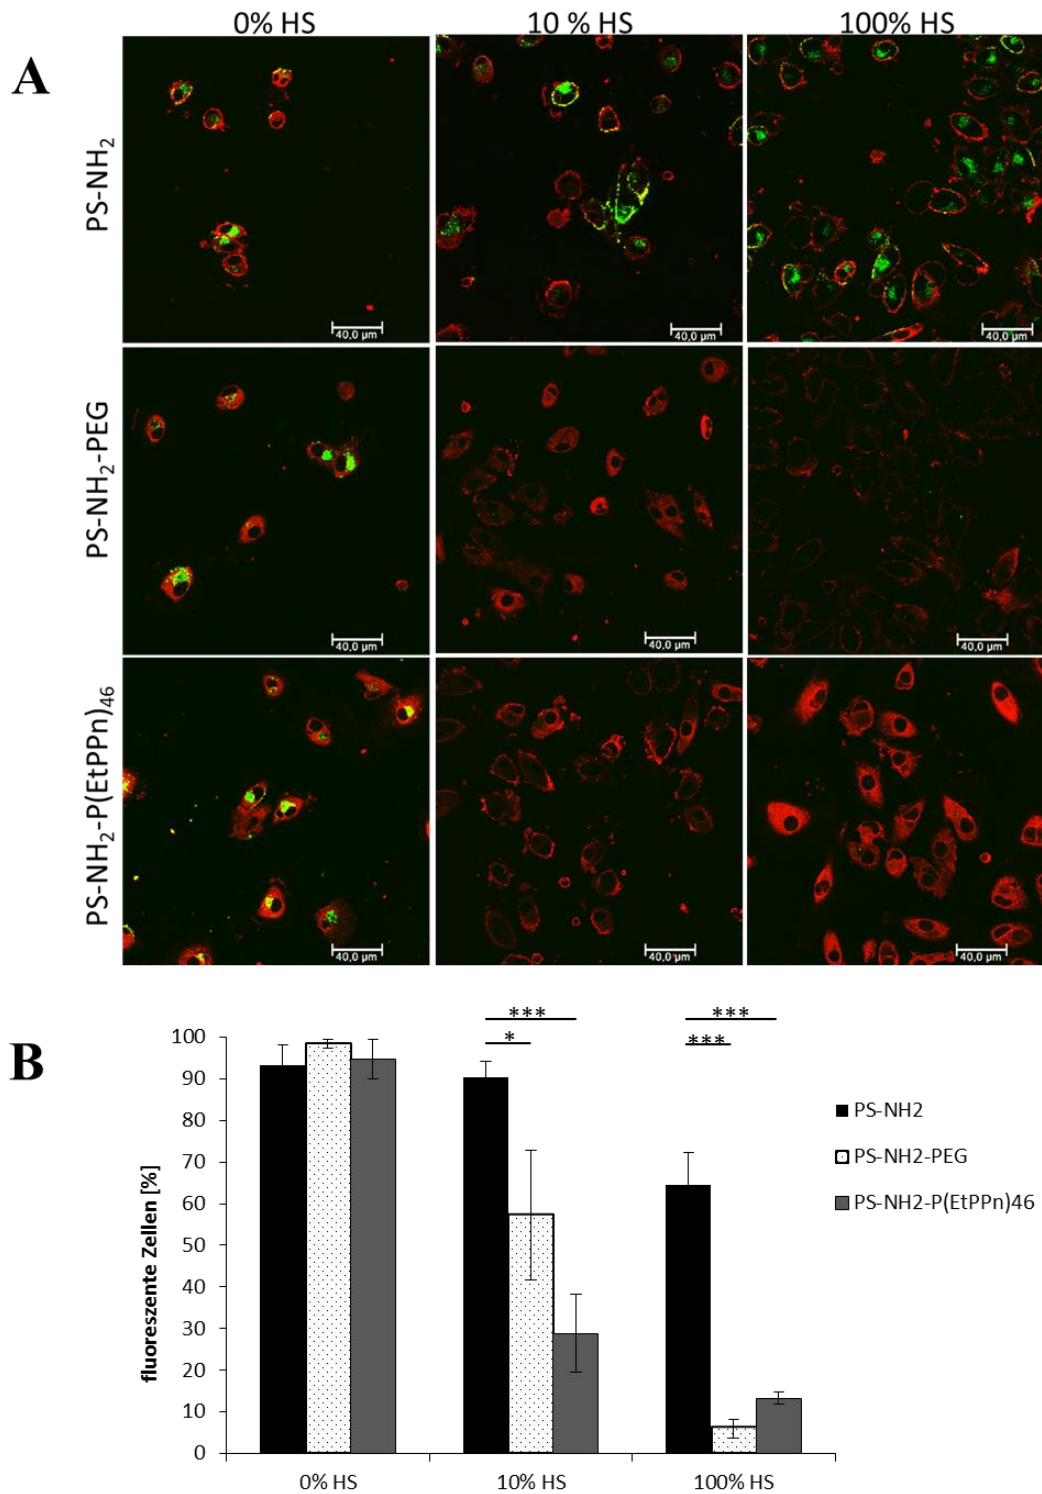 0% HS 10 % HS 100% HS
A
PS-NH₂
40,0 µm 40,0 µm 40,0 µm
PS-NH₂-PEG
40,0 µm 40,0 µm 40,0 µm
PS-NH₂-P(EtPPn)₄₆
40,0 µm 40,0 µm 40,0 µm
B
*** ***
* ***
fluoreszente Zellen [%]
100
90
80
70
60
50
40
30
20
10
0
0% HS 10% HS 100% HS
PS-NH2
PS-NH2-PEG
PS-NH2-P(EtPPn)46